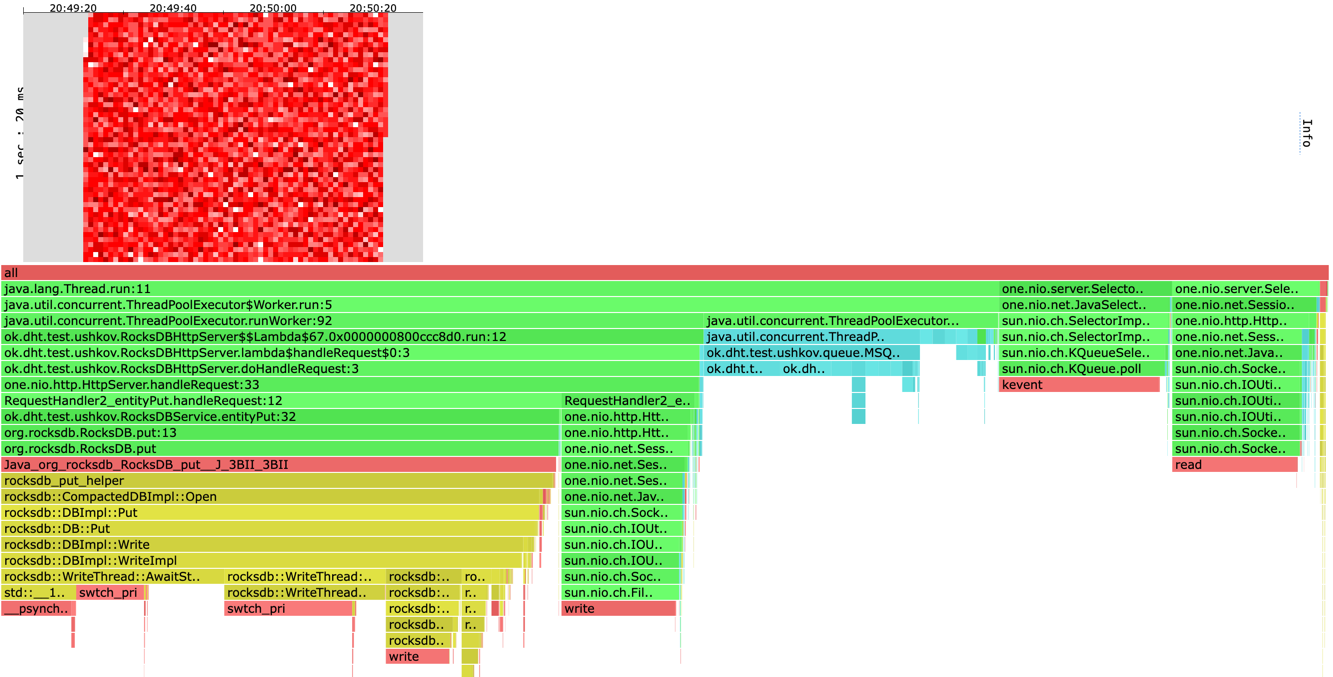 20:49:20 20:49:40 20:50:00 20:50:20
1 sec : 20 ms
Info
all
java.lang.Thread.run:11 one.nio.server.Selecto.. one.nio.server.Sele..
java.util.concurrent.ThreadPoolExecutor$Worker.run:5 one.nio.net.JavaSelect.. one.nio.net.Sessio..
java.util.concurrent.ThreadPoolExecutor.runWorker:92 java.util.concurrent.ThreadPoolExecutor... sun.nio.ch.SelectorImp.. one.nio.http.Http..
ok.dht.test.ushkov.RocksDBHttpServer$$Lambda$67.0x0000000800ccc8d0.run:12 java.util.concurrent.ThreadP.. sun.nio.ch.SelectorImp.. one.nio.net.Sess..
ok.dht.test.ushkov.RocksDBHttpServer.lambda$handleRequest$0:3 ok.dht.test.ushkov.queue.MSQ.. sun.nio.ch.KQueueSele.. one.nio.net.Java..
ok.dht.test.ushkov.RocksDBHttpServer.doHandleRequest:3 ok.dht.t.. ok.dh.. sun.nio.ch.KQueue.poll sun.nio.ch.Socke..
one.nio.http.HttpServer.handleRequest:33 kevent sun.nio.ch.IOUti..
RequestHandler2_entityPut.handleRequest:12 RequestHandler2_e.. sun.nio.ch.IOUti..
ok.dht.test.ushkov.RocksDBService.entityPut:32 one.nio.http.Htt.. sun.nio.ch.IOUti..
org.rocksdb.RocksDB.put:13 one.nio.http.Htt.. sun.nio.ch.Socke..
org.rocksdb.RocksDB.put one.nio.net.Sess.. sun.nio.ch.Socke..
Java_org_rocksdb_RocksDB_put__J_3BII_3BII one.nio.net.Ses.. read
rocksdb_put_helper one.nio.net.Ses..
rocksdb::CompactedDBImpl::Open one.nio.net.Jav..
rocksdb::DBImpl::Put sun.nio.ch.Sock..
rocksdb::DB::Put sun.nio.ch.IOUt..
rocksdb::DBImpl::Write sun.nio.ch.IOU..
rocksdb::DBImpl::WriteImpl sun.nio.ch.IOU..
rocksdb::WriteThread::AwaitSt.. rocksdb::WriteThread:.. rocksdb:.. ro.. sun.nio.ch.Soc..
std::__1.. swtch_pri rocksdb::WriteThread.. rocksdb:.. r.. sun.nio.ch.Fil..
__psynch.. swtch_pri rocksdb:.. r.. write
rocksdb.. r..
rocksdb..
write